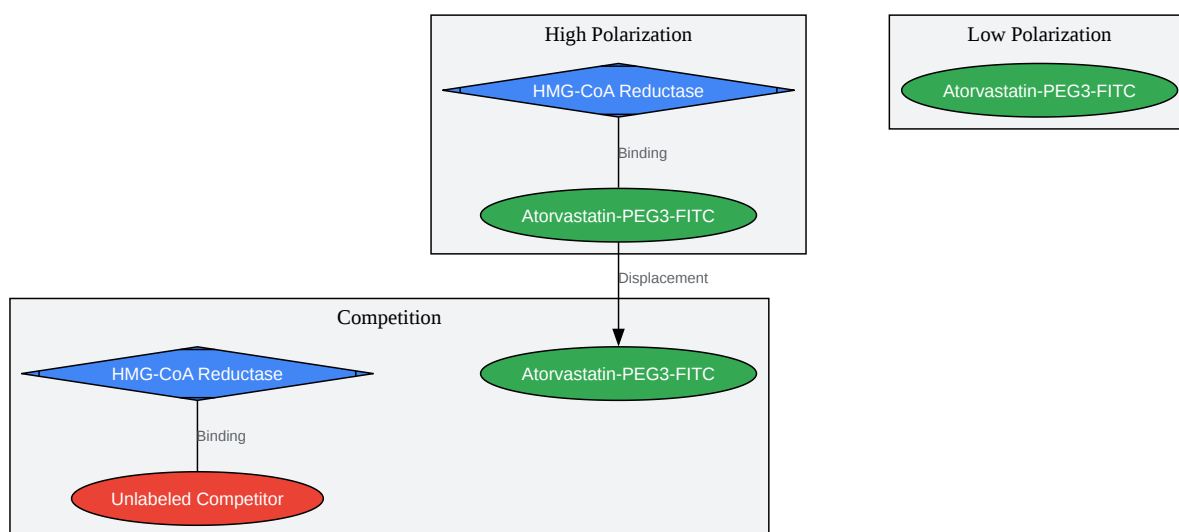 High Polarization
HMG-CoA Reductase
Binding
Atorvastatin-PEG3-FITC
Low Polarization
Atorvastatin-PEG3-FITC
Displacement
Competition
HMG-CoA Reductase
Atorvastatin-PEG3-FITC
Binding
Unlabeled Competitor